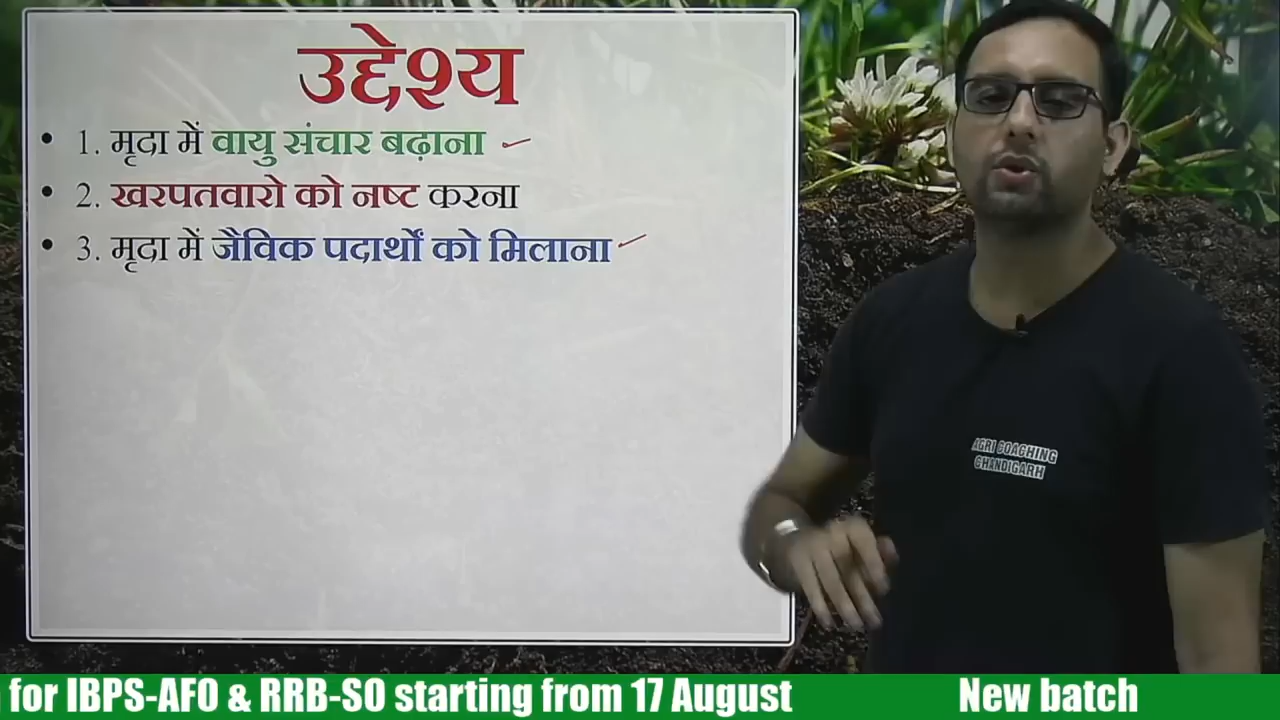 उद्देश्य
• 1. मृदा में वायु संचार बढ़ाना
• 2. खरपतवारो को नष्ट करना
• 3. मृदा में जैविक पदार्थों को मिलाना
AGRI COACHING
CHANDIGARH
for IBPS-AFO & RRB-SO starting from 17 August New batch